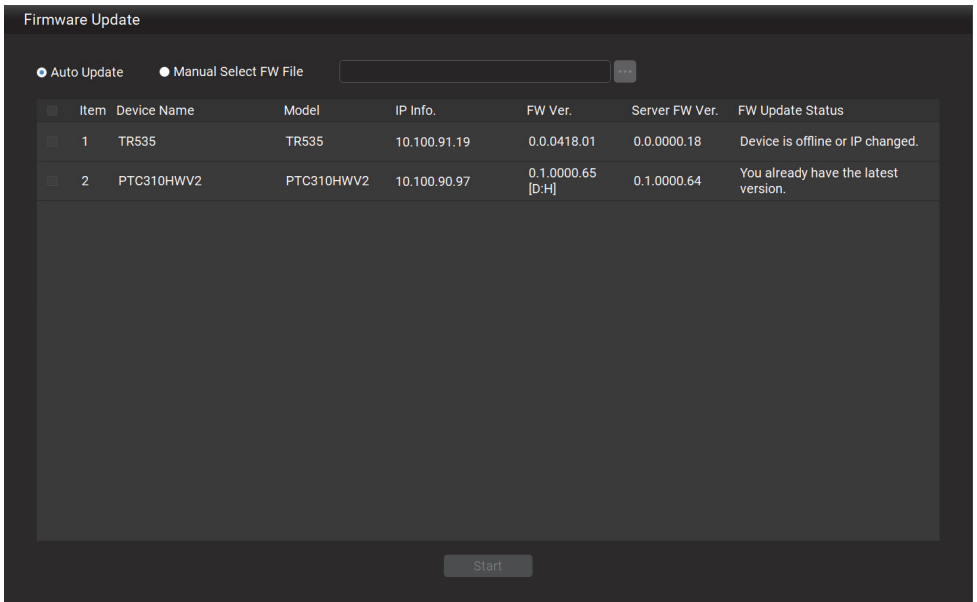 Firmware Update
Auto Update Manual Select FW File ...
Item Device Name Model IP Info. FW Ver. Server FW Ver. FW Update Status
1 TR535 TR535 10.100.91.19 0.0.0418.01 0.0.0000.18 Device is offline or IP changed.
2 PTC310HWV2 PTC310HWV2 10.100.90.97 0.1.0000.65 [D:H] 0.1.0000.64 You already have the latest version.
Start